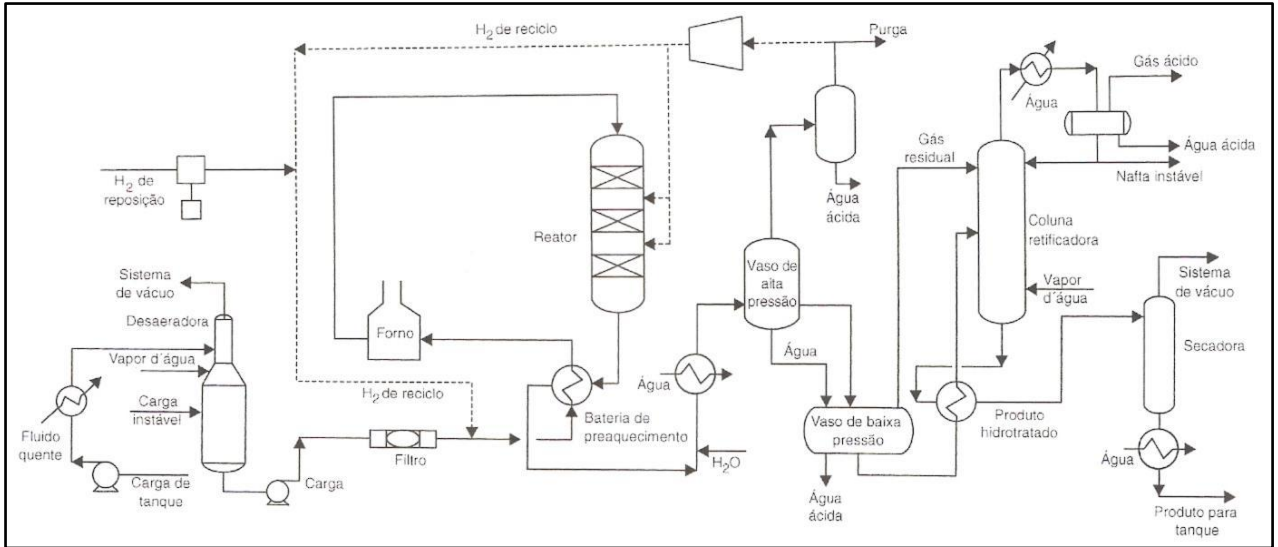 H2 de reciclo
Purga
Gás ácido
Água
Água ácida
Nafta instável
Gás
residual
Água
ácida
H2 de
reposição
Reator
Coluna
retificadora
Vaso de
alta
pressão
Sistema
de vácuo
Desaeradora
Vapor d´água
Forno
Vapor
d´água
Sistema
de vácuo
Secadora
Água
Água
H2 de reciclo
Carga
instável
Bateria de
preaquecimento
Vaso de baixa
pressão
Produto
hidrotratado
Fluido
quente
Filtro
H2O
Água
Carga de
tanque
Carga
Água
ácida
Produto para
tanque